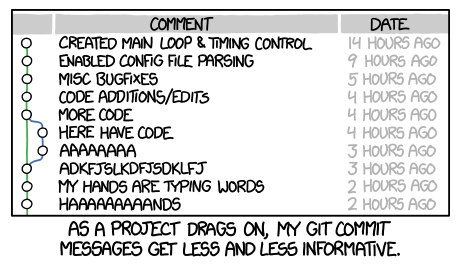 COMMENT DATE
CREATED MAIN LOOP & TIMING CONTROL 14 HOURS AGO
ENABLED CONFIG FILE PARSING 9 HOURS AGO
MISC BUGFIXES 5 HOURS AGO
CODE ADDITIONS/EDITS 4 HOURS AGO
MORE CODE 4 HOURS AGO
HERE HAVE CODE 4 HOURS AGO
AAAAAAAA 3 HOURS AGO
ADKFJSLKDFJSDKLFJ 3 HOURS AGO
MY HANDS ARE TYPING WORDS 2 HOURS AGO
HAAAAAAAAANDS 2 HOURS AGO
AS A PROJECT DRAGS ON, MY GIT COMMIT
MESSAGES GET LESS AND LESS INFORMATIVE.